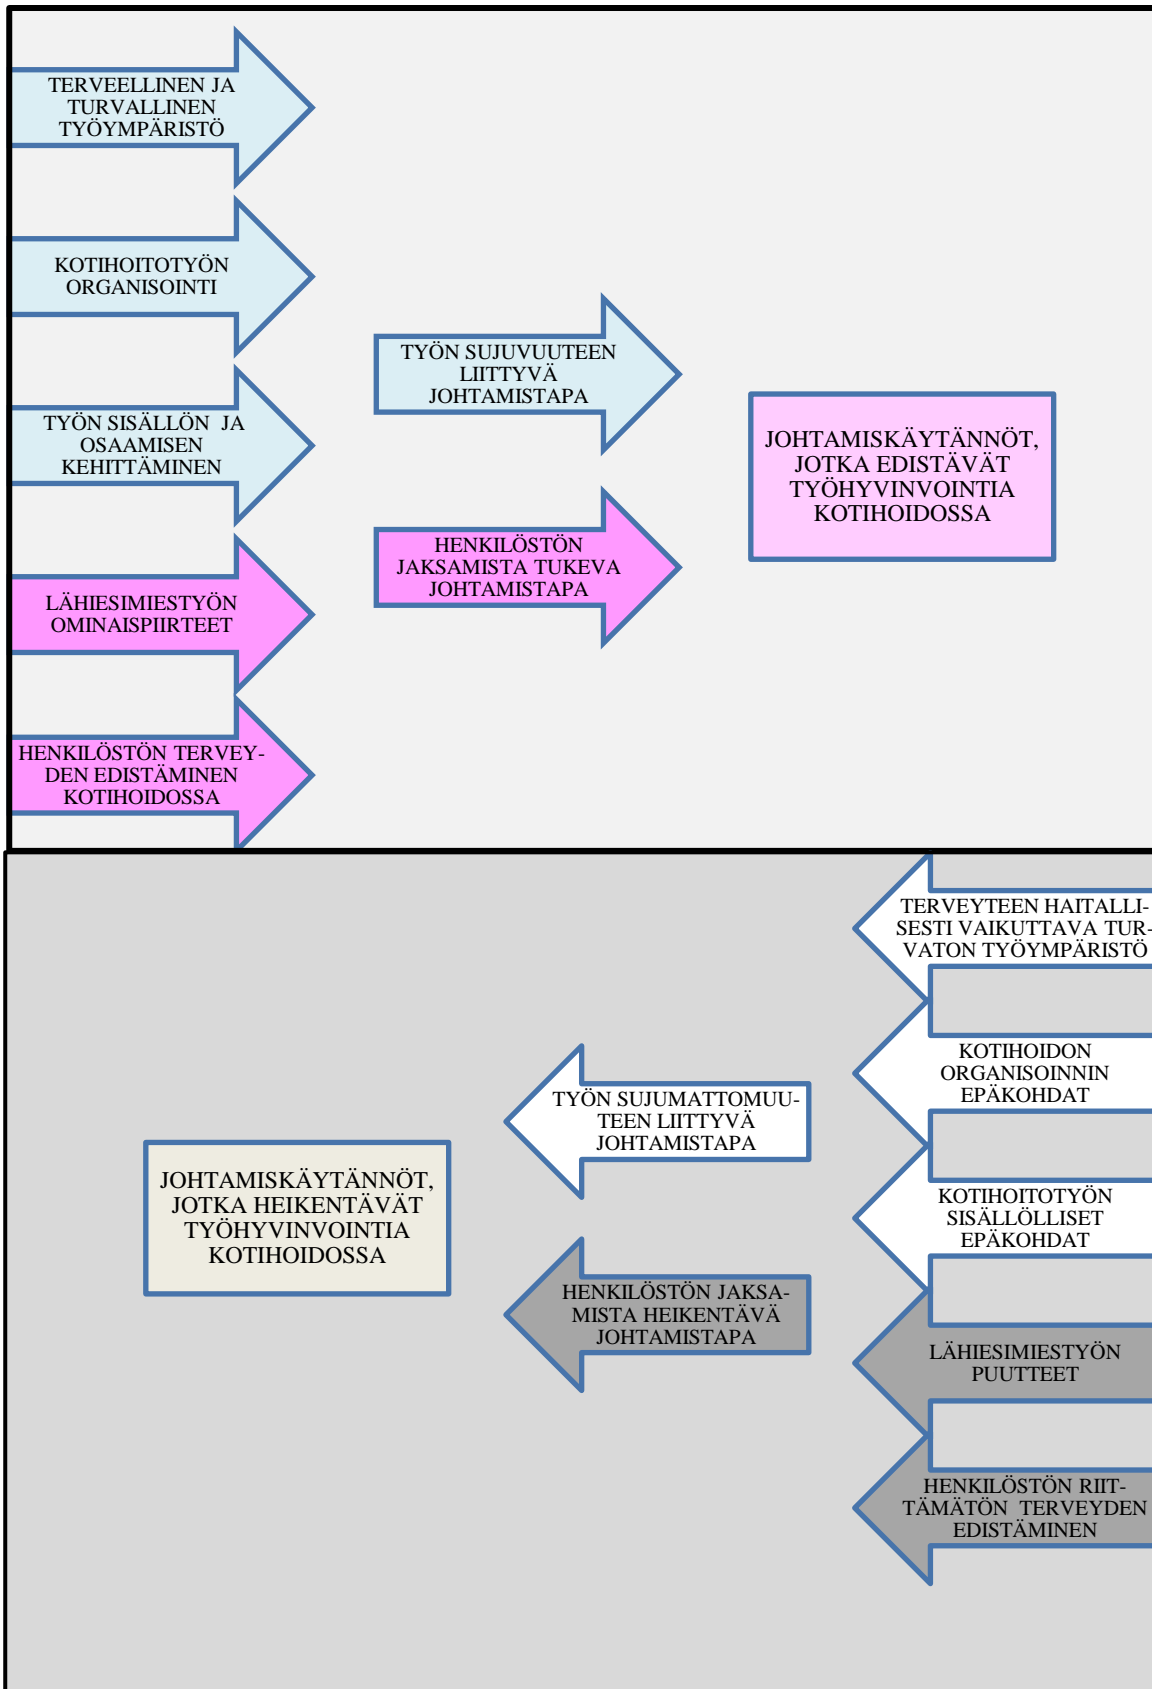 TERVEELLINEN JA
TURVALLINEN
TYÖYMPÄRISTÖ
KOTIHOITOTYÖN
ORGANISOINTI
TYÖN SISÄLLÖN JA
OSAAMISEN
KEHITTÄMINEN
LÄHIESIMIESTYÖN
OMINAISPIIRTEET
HENKILÖSTÖN TERVEY-
DEN EDISTÄMINEN
KOTIHOIDOSSA
TYÖN SUJUVUUTEEN
LIITTYVÄ
JOHTAMISTAPA
HENKILÖSTÖN
JAKSAMISTA TUKEVA
JOHTAMISTAPA
JOHTAMISKÄYTÄNNÖT,
JOTKA EDISTÄVÄT
TYÖHYVINVOINTIA
KOTIHOIDOSSA
TERVEYTEEN HAITALLI-
SESTI VAIKUTTAVA TUR-
VATON TYÖYMPÄRISTÖ
KOTIHOIDON
ORGANISOINNIN
EPÄKOHDAT
KOTIHOITOTYÖN
SISÄLLÖLLISET
EPÄKOHDAT
LÄHIESIMIESTYÖN
PUUTTEET
HENKILÖSTÖN RIIT-
TÄMÄTÖN TERVEYDEN
EDISTÄMINEN
TYÖN SUJUMATTOMUU-
TEEN LIITTYVÄ
JOHTAMISTAPA
HENKILÖSTÖN JAKSA-
MISTA HEIKENTÄVÄ
JOHTAMISTAPA
JOHTAMISKÄYTÄNNÖT,
JOTKA HEIKENTÄVÄT
TYÖHYVINVOINTIA
KOTIHOIDOSSA